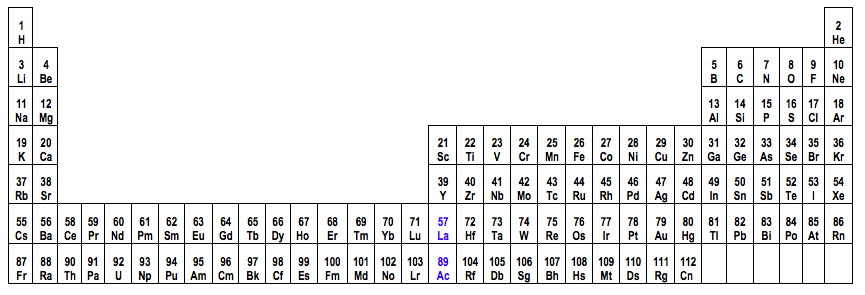 1 2
H He
3 4 5 6 7 8 9 10
Li Be B C N O F Ne
11 12 13 14 15 16 17 18
Na Mg Al Si P S Cl Ar
19 20 21 22 23 24 25 26 27 28 29 30 31 32 33 34 35 36
K Ca Sc Ti V Cr Mn Fe Co Ni Cu Zn Ga Ge As Se Br Kr
37 38 39 40 41 42 43 44 45 46 47 48 49 50 51 52 53 54
Rb Sr Y Zr Nb Mo Tc Ru Rh Pd Ag Cd In Sn Sb Te I Xe
55 56 58 59 60 61 62 63 64 65 66 67 68 69 70 71 57 72 73 74 75 76 77 78 79 80 81 82 83 84 85 86
Cs Ba Ce Pr Nd Pm Sm Eu Gd Tb Dy Ho Er Tm Yb Lu La Hf Ta W Re Os Ir Pt Au Hg Tl Pb Bi Po At Rn
87 88 90 91 92 93 94 95 96 97 98 99 100 101 102 103 89 104 105 106 107 108 109 110 111 112
Fr Ra Th Pa U Np Pu Am Cm Bk Cf Es Fm Md No Lr Ac Rf Db Sg Bh Hs Mt Ds Rg Cn